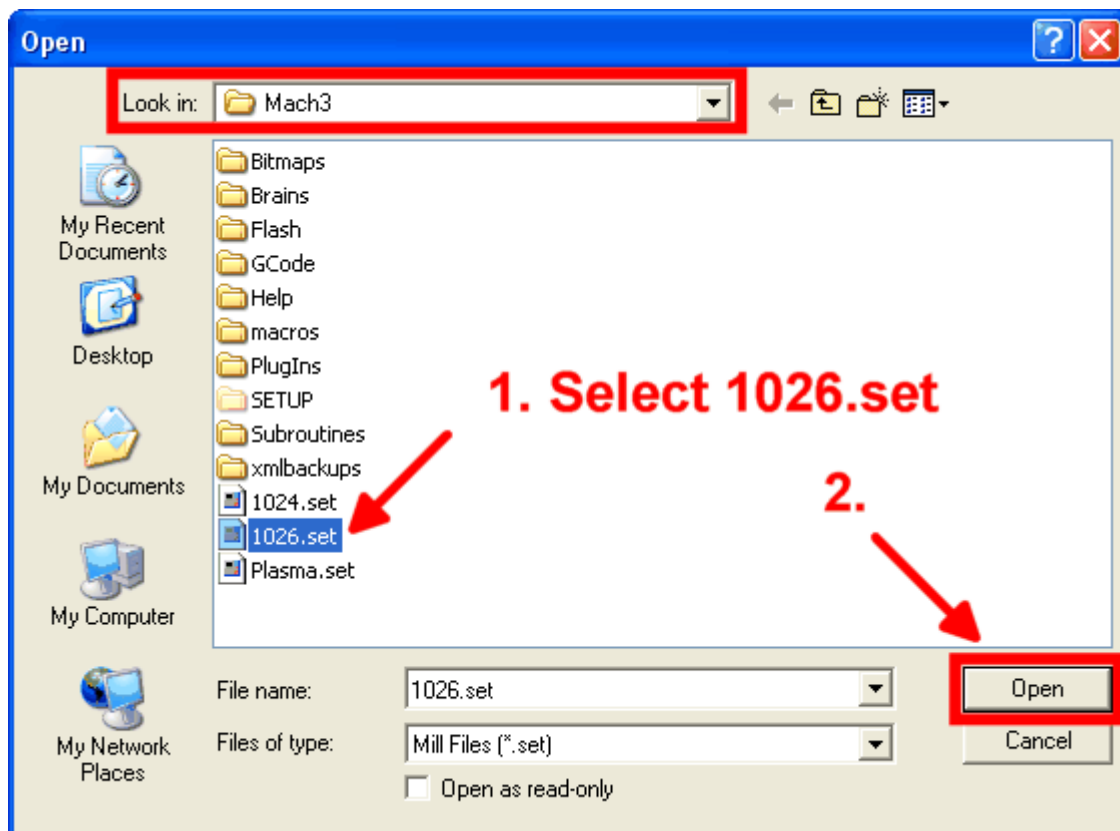 Open
Look in: Mach3
My Recent
Documents
Desktop
My Documents
My Computer
My Network
Places
Bitmaps
Brains
Flash
GCode
Help
macros
PlugIns
SETUP
Subroutines
xmlbackups
1024.set
1026.set
Plasma.set
1. Select 1026.set
2.
File name: 1026.set
Open
Files of type: Mill Files (*.set)
Cancel
Open as read-only